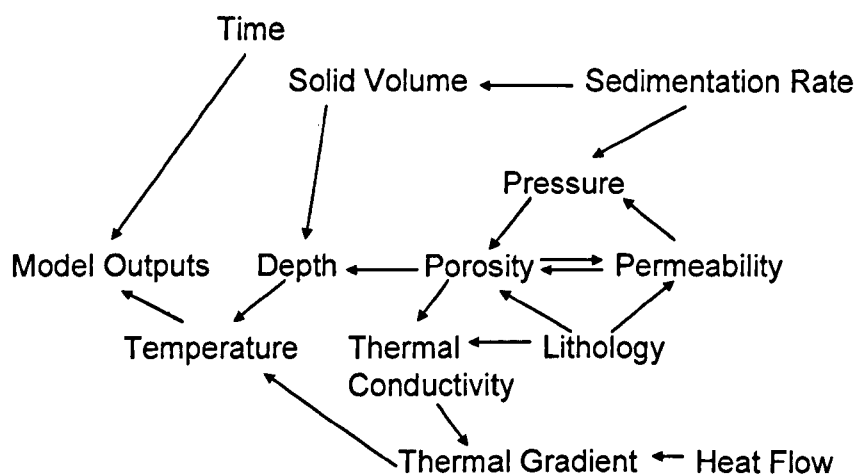 Time
Solid Volume
Sedimentation Rate
Pressure
Model Outputs
Depth
Porosity
Permeability
Temperature
Thermal
Conductivity
Lithology
Thermal Gradient
Heat Flow